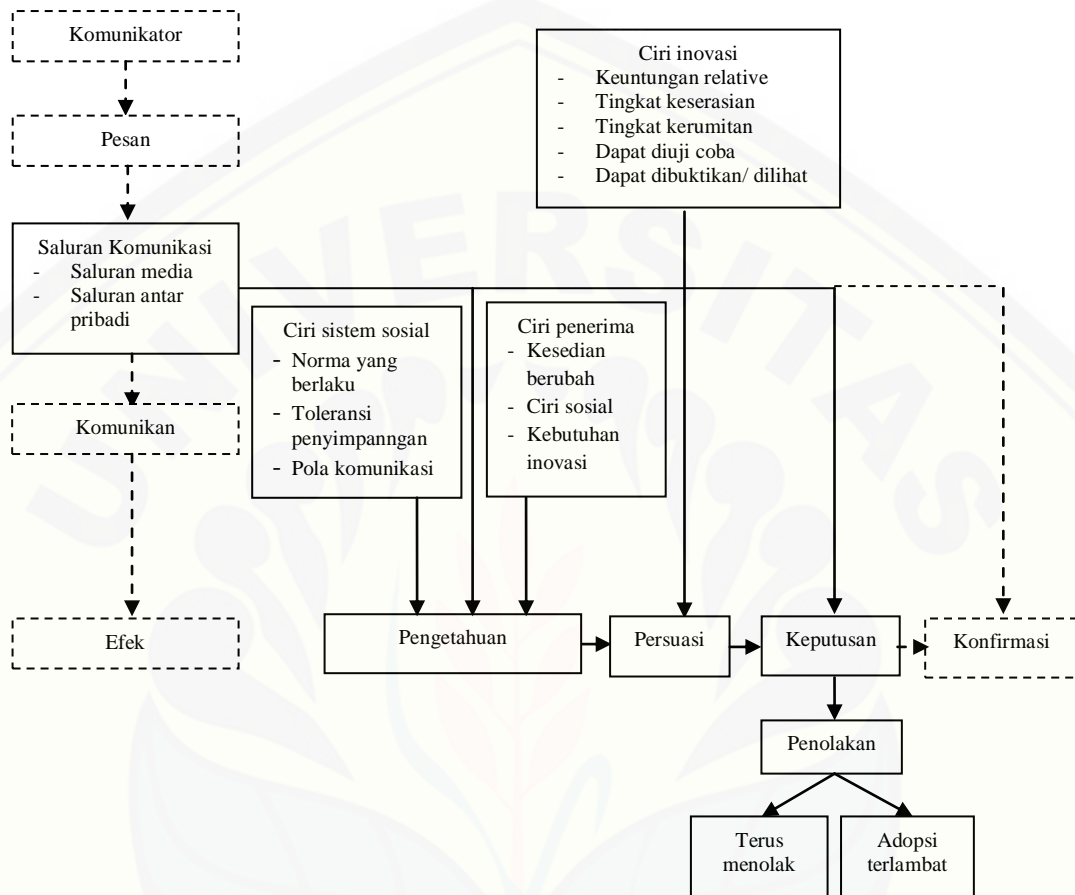 Komunikator
Pesan
Saluran Komunikasi
- Saluran media
- Saluran antar
pribadi
Komunikan
Efek
Ciri inovasi
- Keuntungan relative
- Tingkat keserasian
- Tingkat kerumitan
- Dapat diuji coba
- Dapat dibuktikan/ dilihat
Ciri sistem sosial
- Norma yang
berlaku
- Toleransi
penyimpanngan
- Pola komunikasi
Ciri penerima
- Kesedian
berubah
- Ciri sosial
- Kebutuhan
inovasi
Pengetahuan
Persuasi
Keputusan
Konfirmasi
Penolakan
Terus
menolak
Adopsi
terlambat
UNIVERSITAS